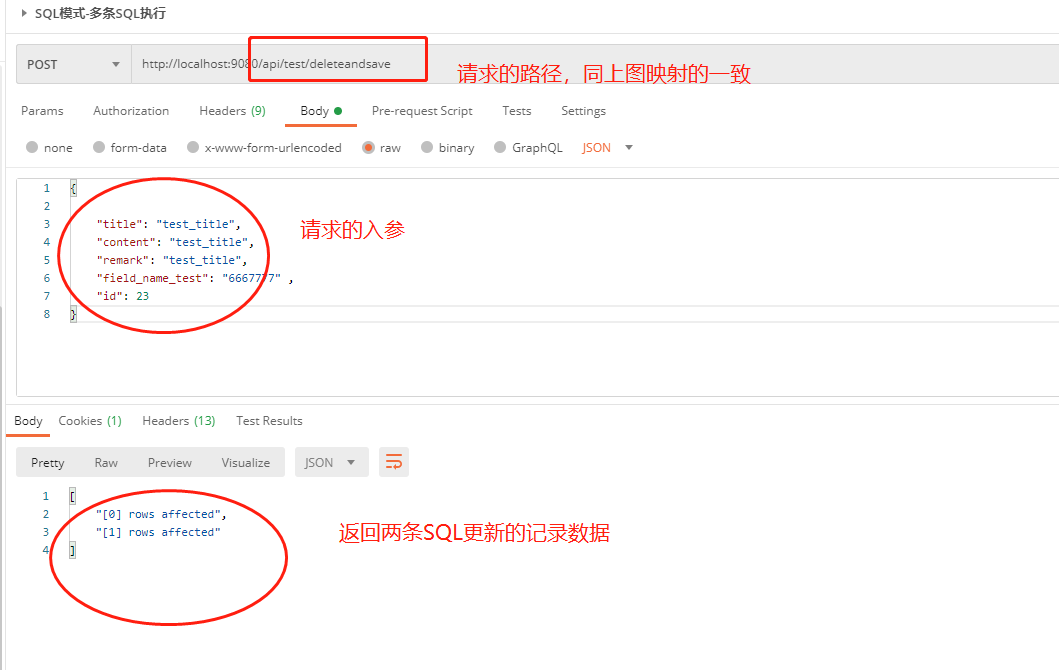 SQL模式-多条SQL执行
POST http://localhost:9080/api/test/deleteandsave
请求的路径，同上图映射的一致
Params Authorization Headers (9) Body Pre-request Script Tests Settings
none form-data x-www-form-urlencoded raw binary GraphQL JSON
1 {
2
3 "title": "test_title",
请求的入参
4 "content": "test_title",
5 "remark": "test_title",
6 "field_name_test": "6667777" ,
7 "id": 23
8 }
Body Cookies (1) Headers (13) Test Results
Pretty Raw Preview Visualize JSON
1 [
2 "[0] rows affected",
3 "[1] rows affected"
返回两条SQL更新的记录数据
4 ]